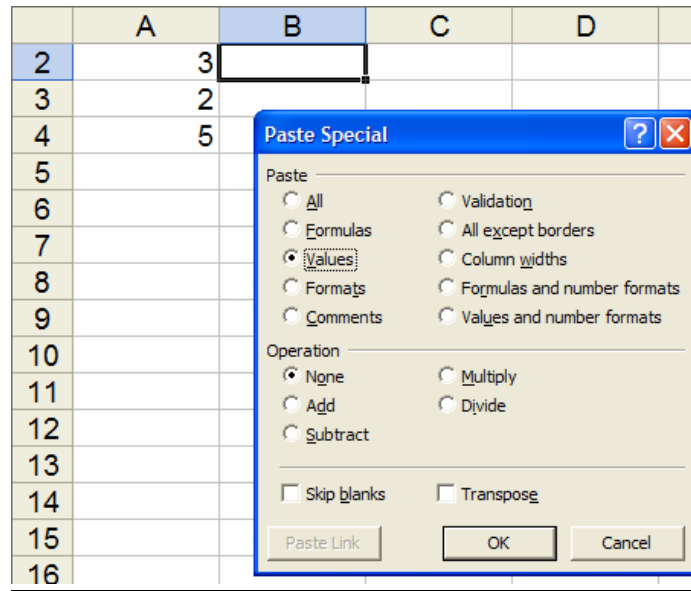 A B C D
2 3
3 2
4 5
5
6
7
8
9
10
11
12
13
14
15
16
Paste Special
Paste
All Validation
Formulas All except borders
Values Column widths
Formats Formulas and number formats
Comments Values and number formats
Operation
None Multiply
Add Divide
Subtract
Skip blanks Transpose
Paste Link OK Cancel